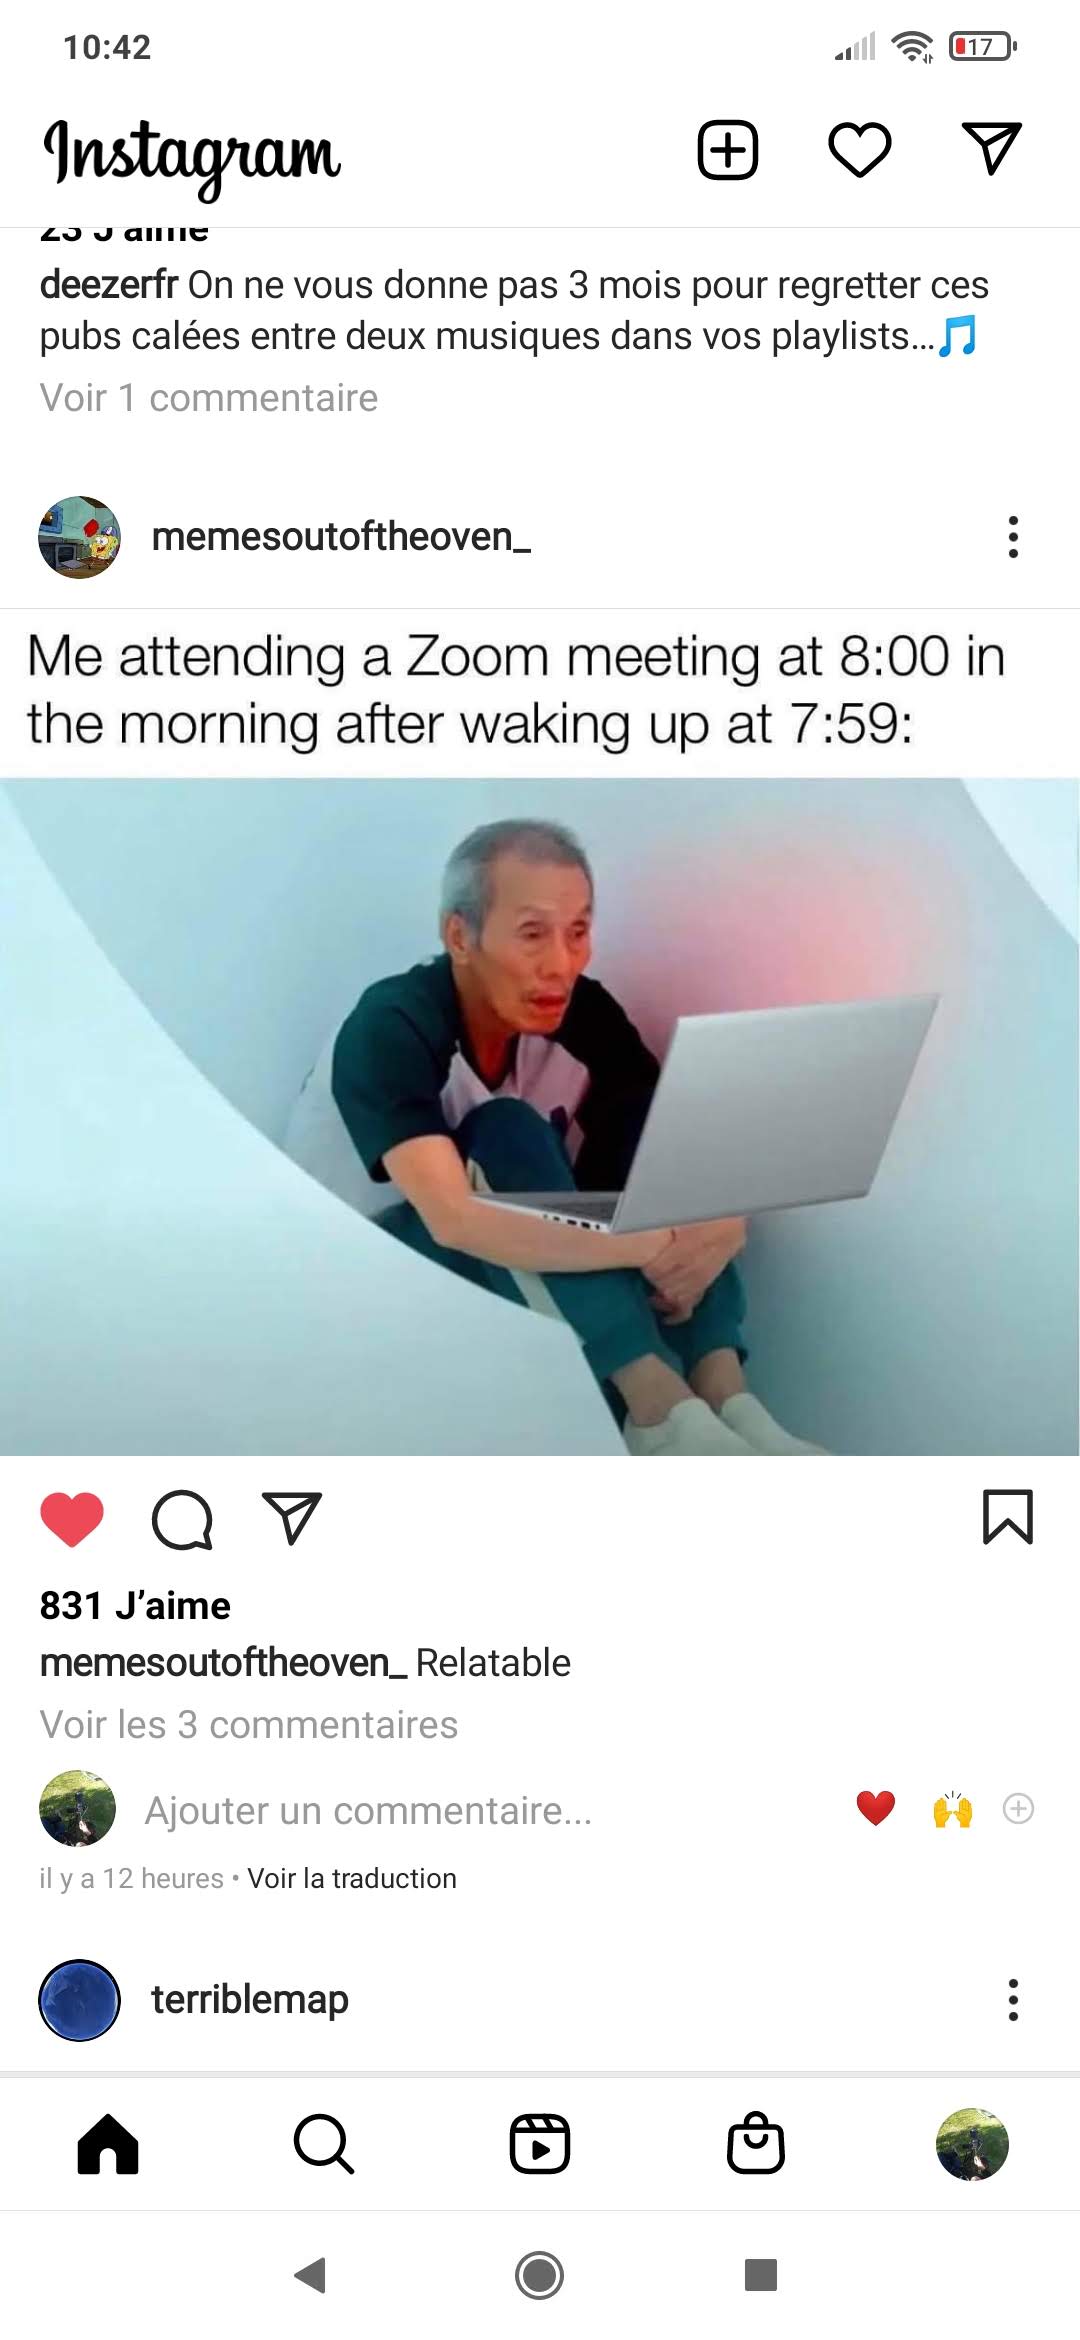 10:42
17
Instagram
23 J'aime
deezerfr On ne vous donne pas 3 mois pour regretter ces
pubs calées entre deux musiques dans vos playlists...🎵
Voir 1 commentaire
memesoutoftheoven_
Me attending a Zoom meeting at 8:00 in
the morning after waking up at 7:59:
831 J’aime
memesoutoftheoven_ Relatable
Voir les 3 commentaires
Ajouter un commentaire...
il y a 12 heures • Voir la traduction
terriblemap